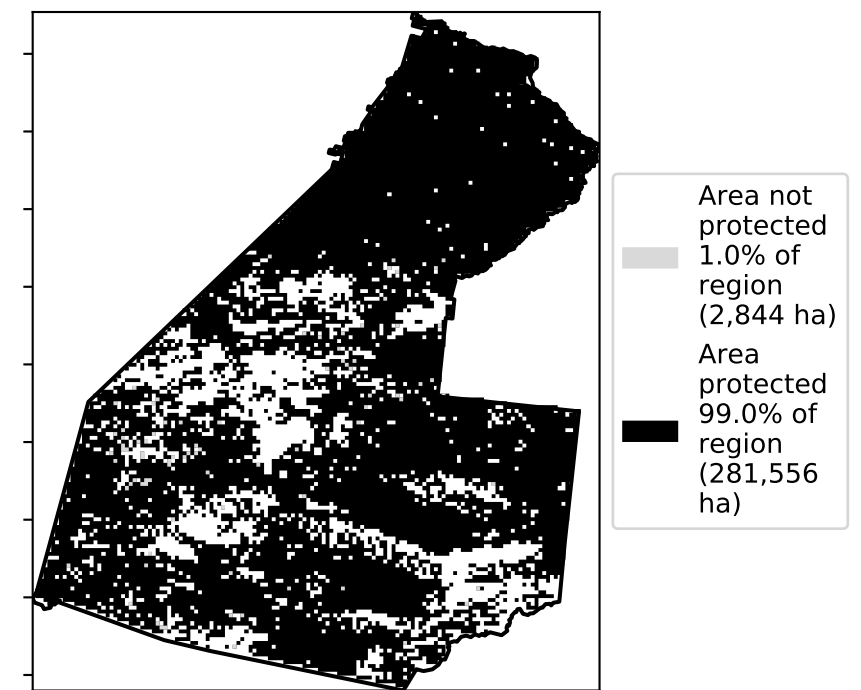 Area not
protected
1.0% of
region
(2,844 ha)
Area
protected
99.0% of
region
(281,556
ha)